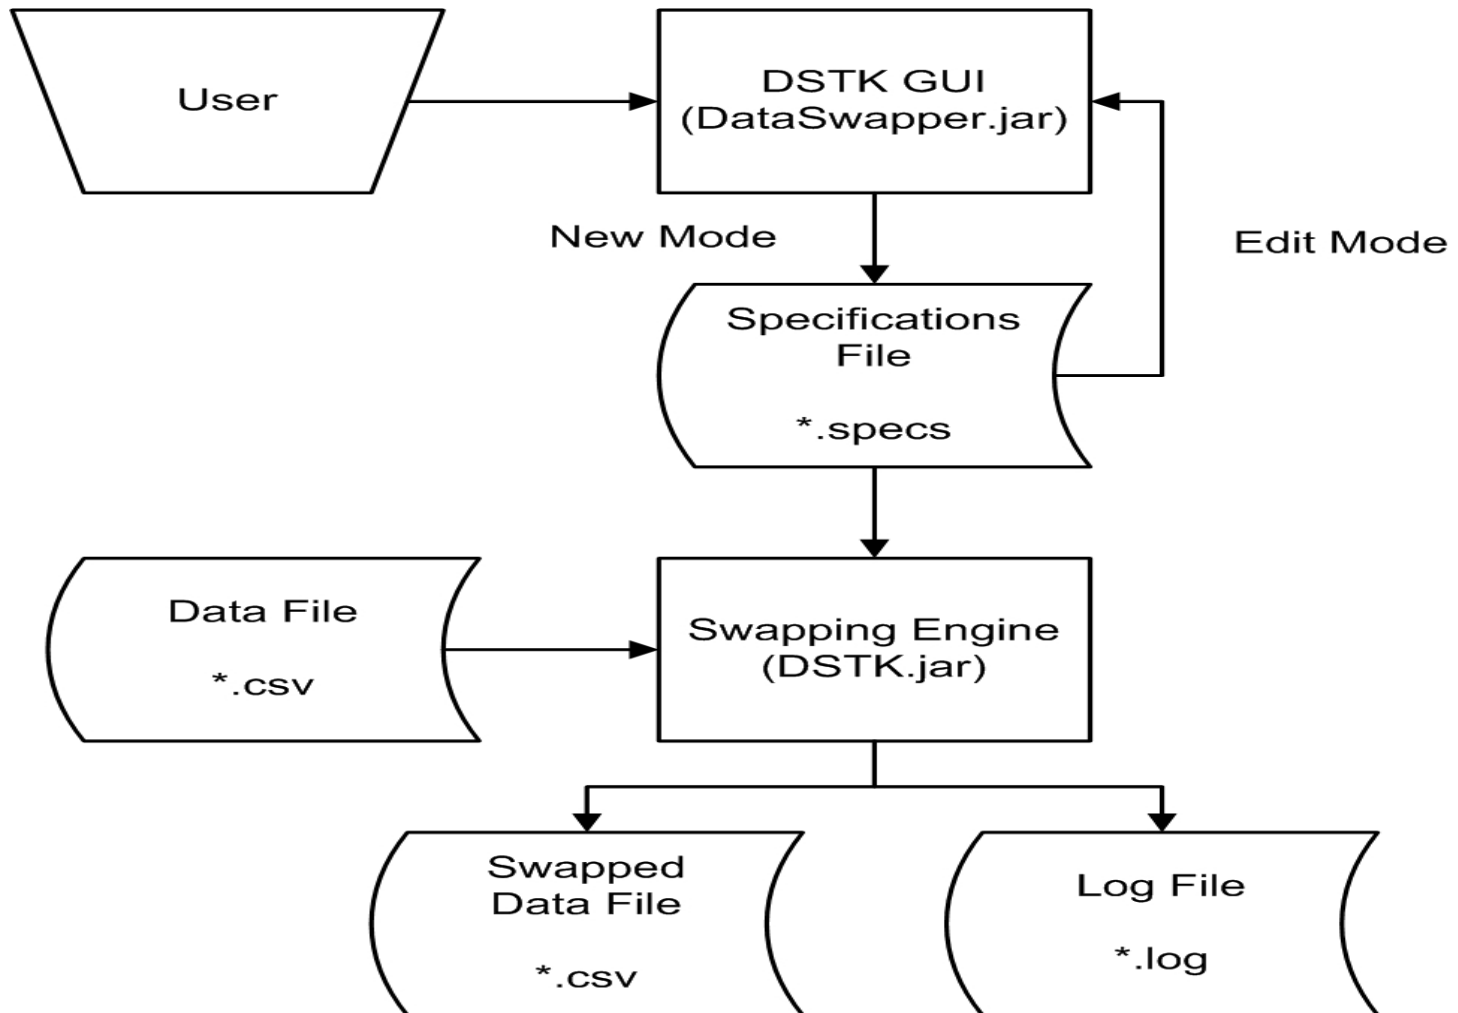 User
DSTK GUI
(DataSwapper.jar)
New Mode
Edit Mode
Specifications
File
*.specs
Data File
*.csv
Swapping Engine
(DSTK.jar)
Swapped
Data File
*.csv
Log File
*.log